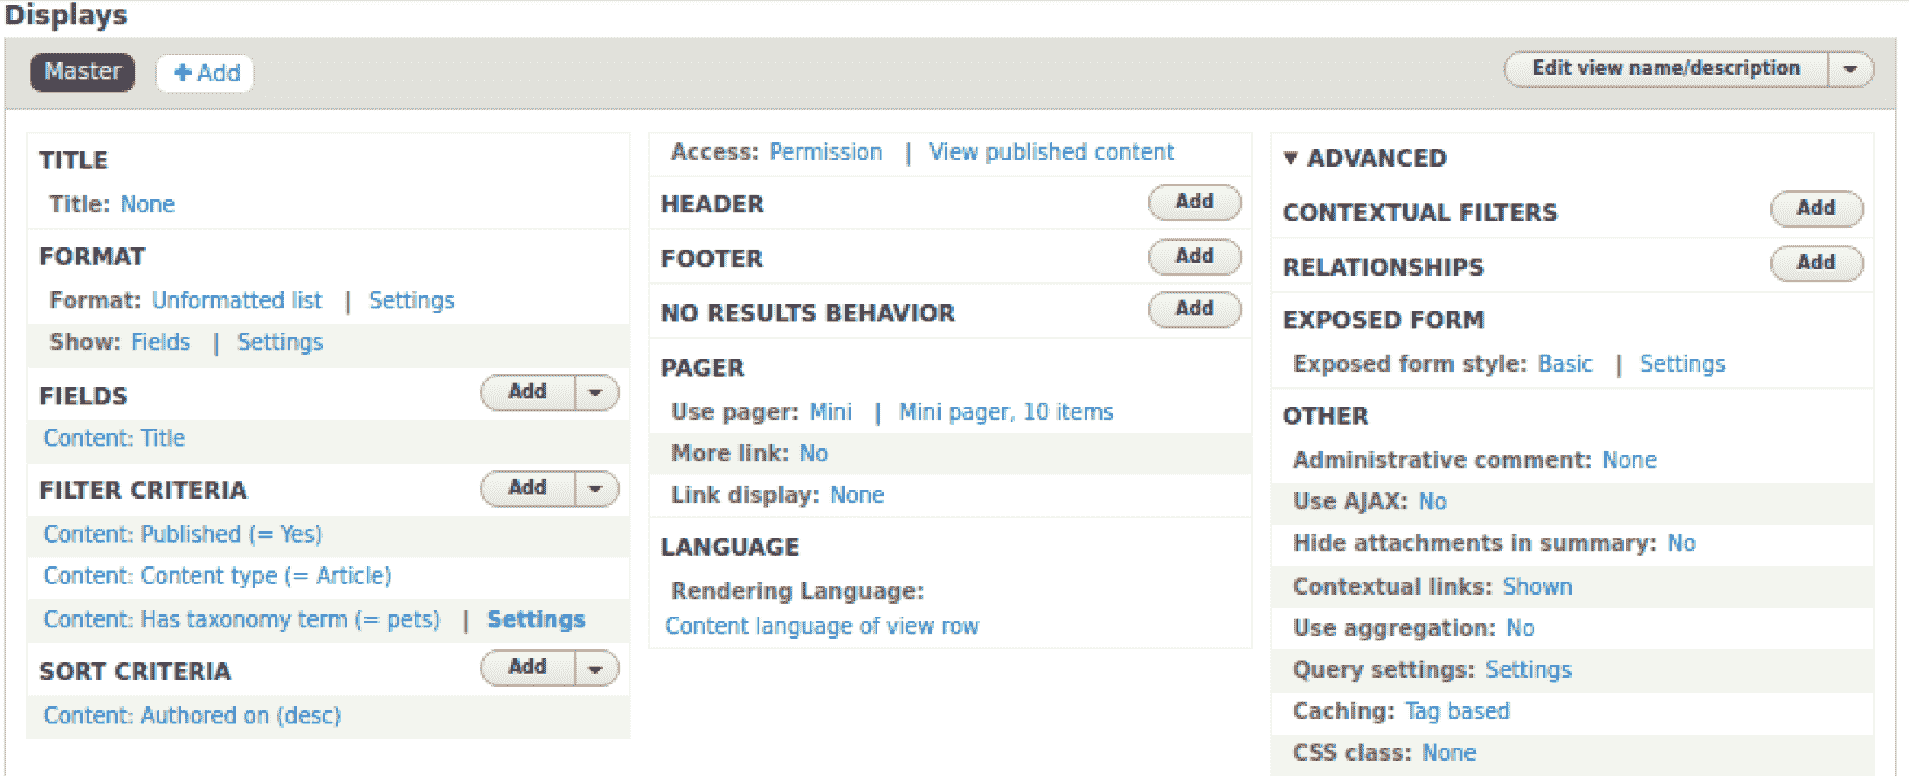 Displays
Master
+ Add
Edit view name/description
TITLE
Title: None
FORMAT
Format: Unformatted list | Settings
Show: Fields | Settings
FIELDS
Add
Content: Title
FILTER CRITERIA
Add
Content: Published (= Yes)
Content: Content type (= Article)
Content: Has taxonomy term (= pets) | Settings
SORT CRITERIA
Add
Content: Authored on (desc)
Access: Permission | View published content
HEADER
Add
FOOTER
Add
NO RESULTS BEHAVIOR
Add
PAGER
Use pager: Mini | Mini pager, 10 items
More link: No
Link display: None
LANGUAGE
Rendering Language:
Content language of view row
▼ ADVANCED
CONTEXTUAL FILTERS
Add
RELATIONSHIPS
Add
EXPOSED FORM
Exposed form style: Basic | Settings
OTHER
Administrative comment: None
Use AJAX: No
Hide attachments in summary: No
Contextual links: Shown
Use aggregation: No
Query settings: Settings
Caching: Tag based
CSS class: None